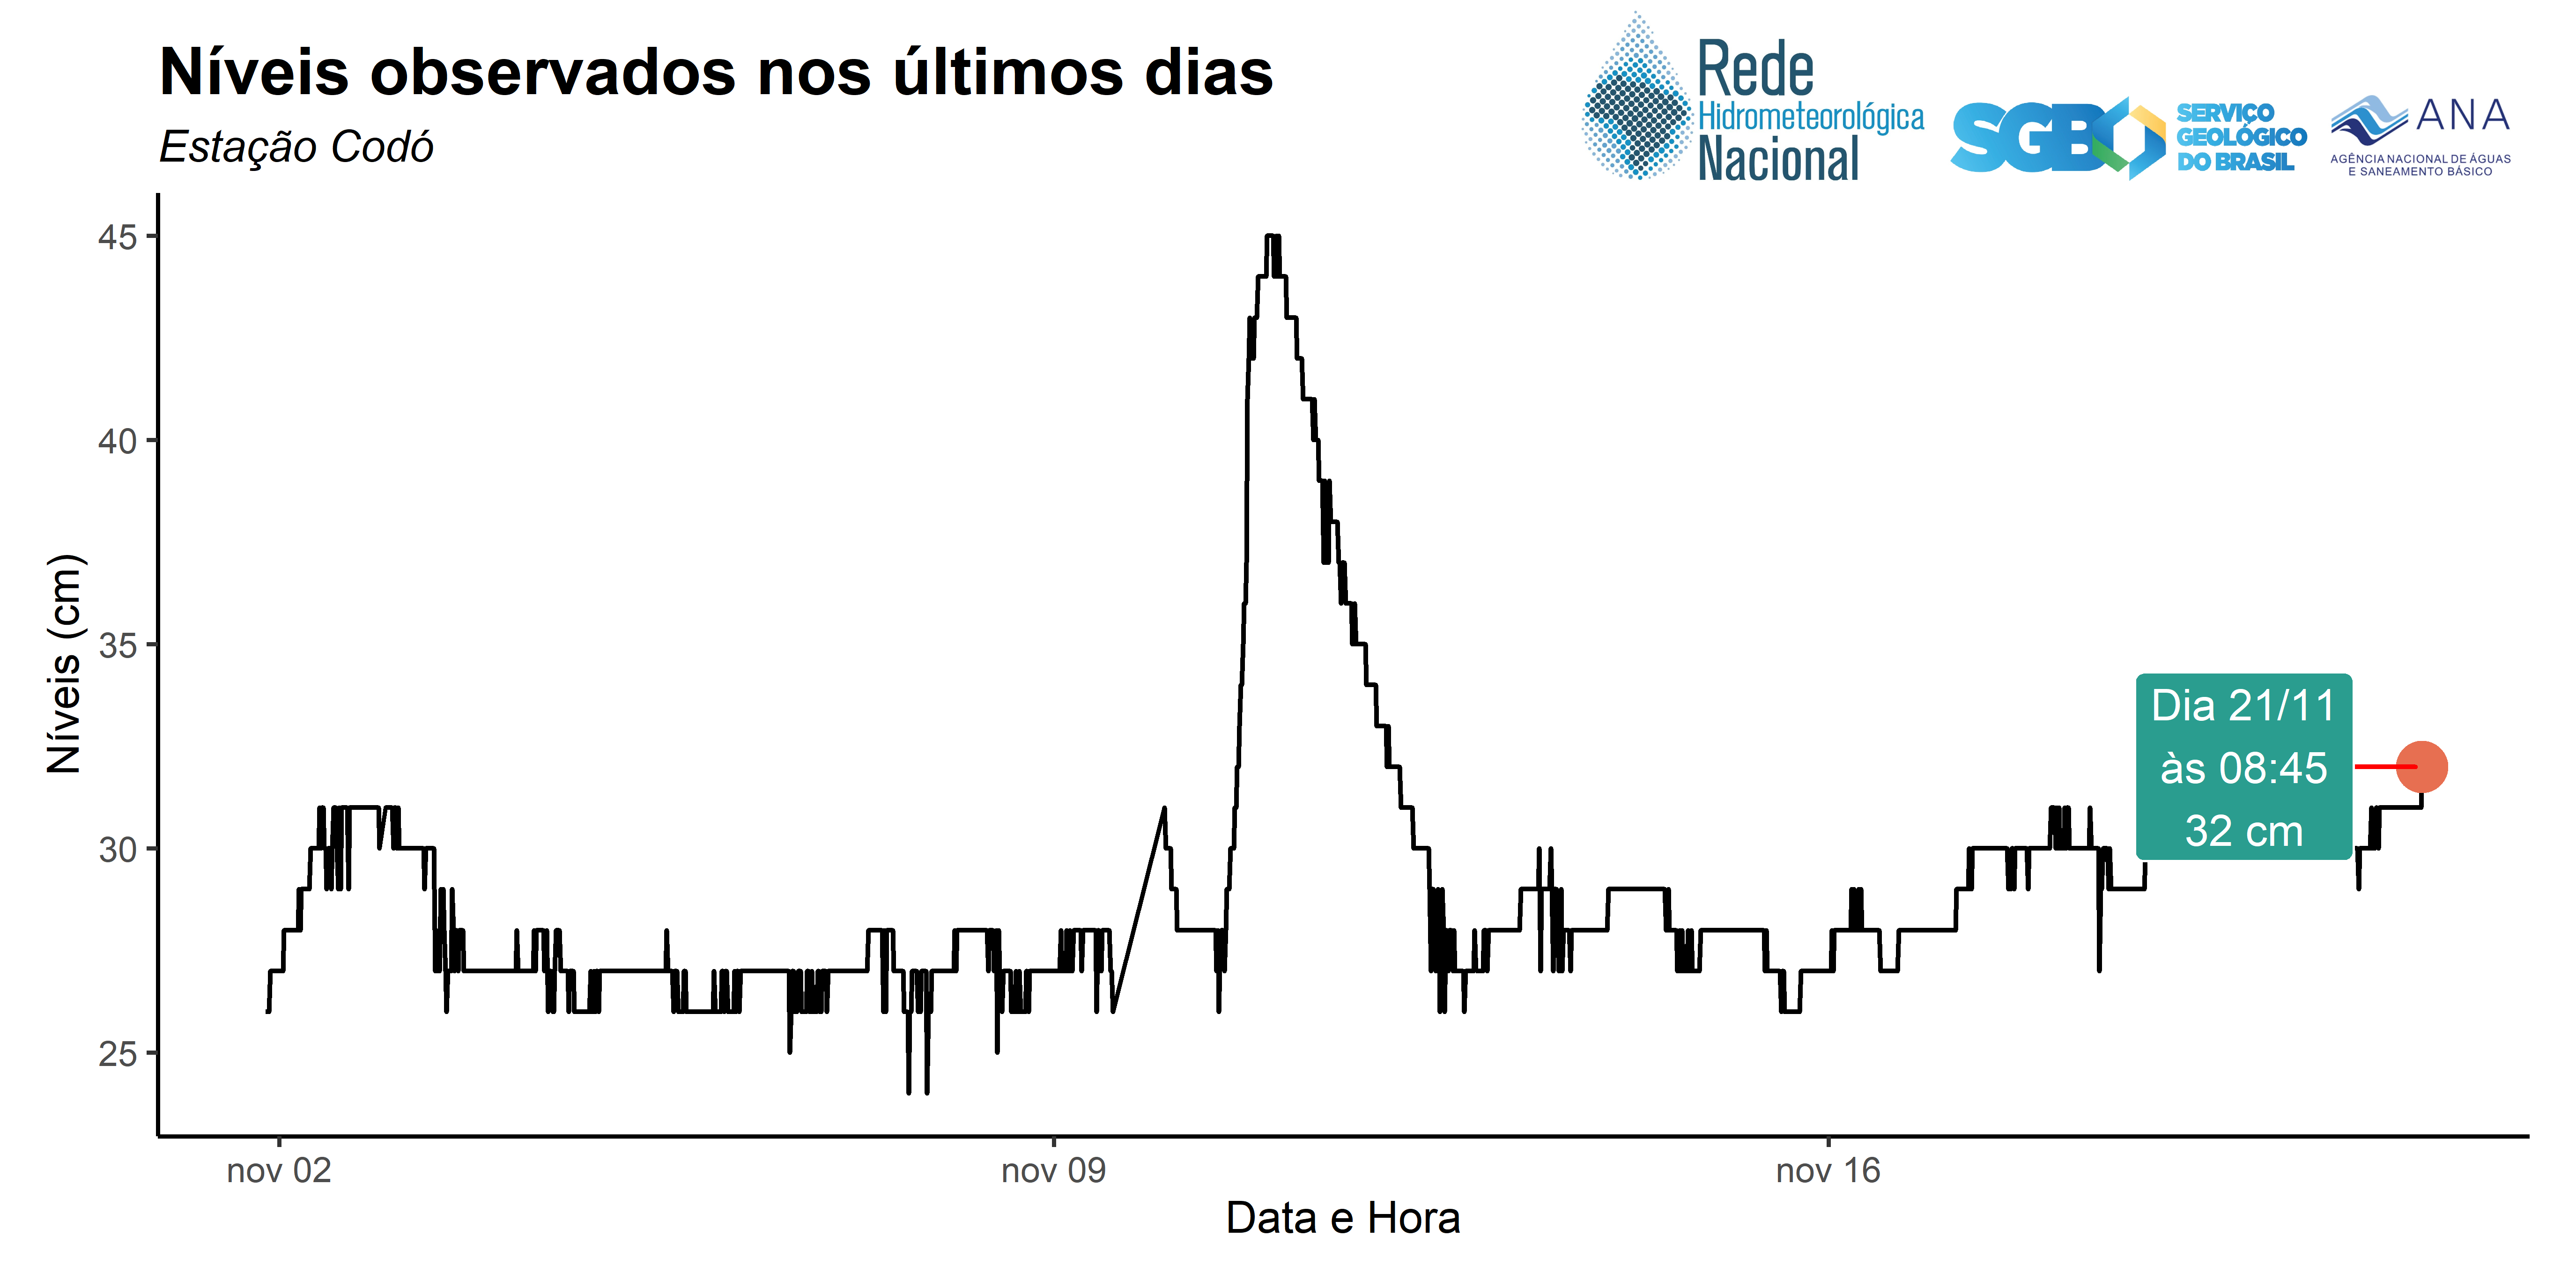 Níveis observados nos últimos dias
Estação Codó
Rede
Hidrometeorológica
Nacional
SGB
SERVIÇO
GEOLÓGICO
DO BRASIL
ANA
AGÊNCIA NACIONAL DE ÁGUAS
E SANEAMENTO BÁSICO
Níveis (cm)
45
40
35
30
25
Dia 21/11
às 08:45
32 cm
nov 02
nov 09
nov 16
Data e Hora